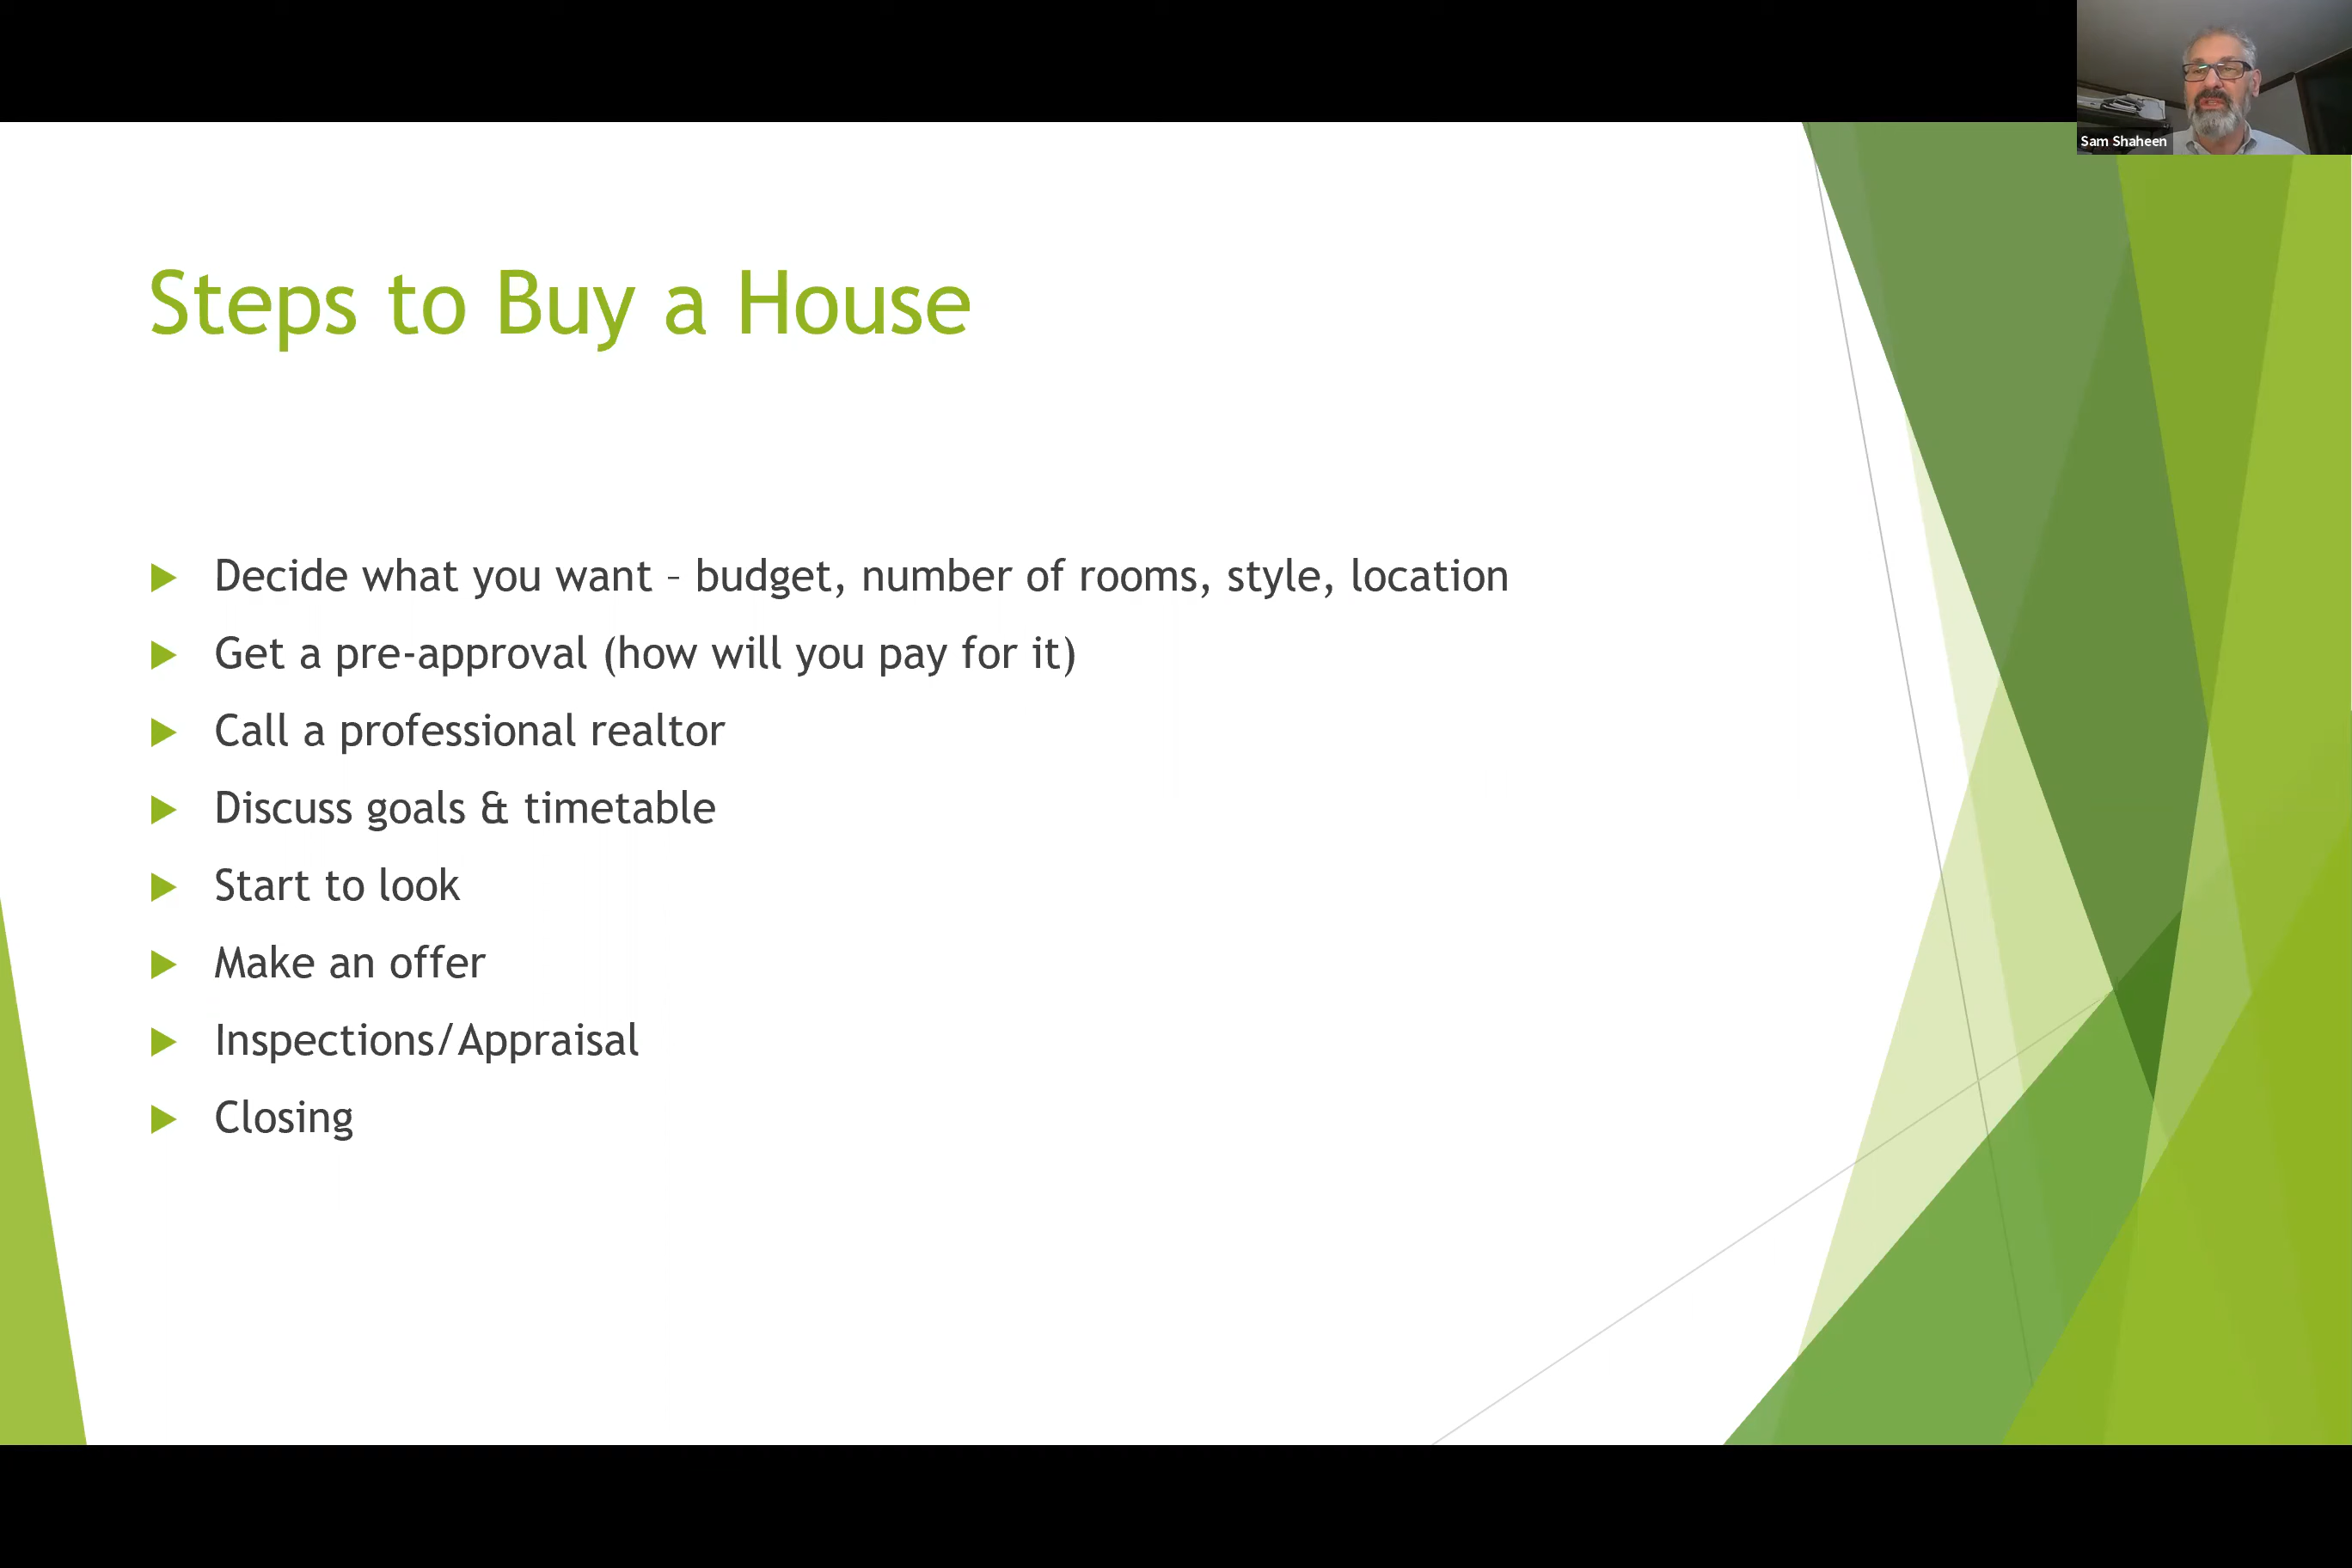 Sam Shaheen
Steps to Buy a House
Decide what you want – budget, number of rooms, style, location
Get a pre-approval (how will you pay for it)
Call a professional realtor
Discuss goals & timetable
Start to look
Make an offer
Inspections/Appraisal
Closing